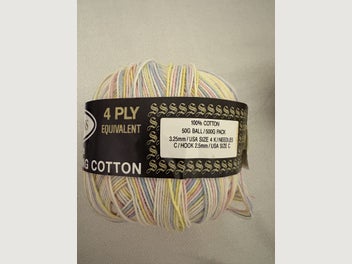 4 PLY
EQUIVALENT
G COTTON
100% COTTON
50G BALL / 500G PACK
3.25mm / USA SIZE 4 K / NEEDLES
C / HOOK 2.5mm / USA SIZE C